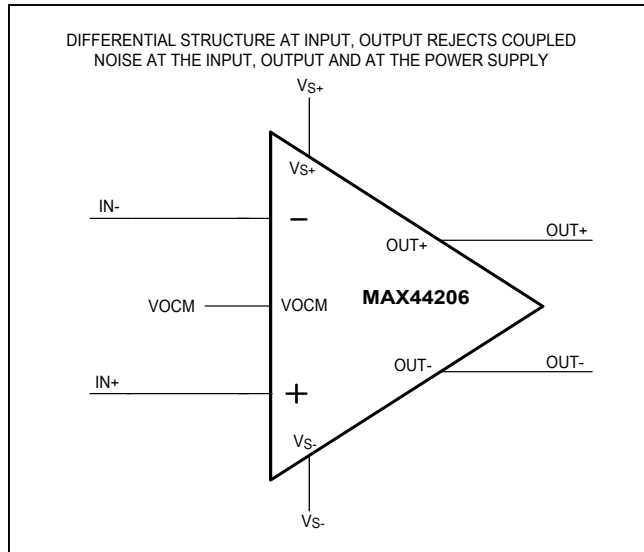 DIFFERENTIAL STRUCTURE AT INPUT, OUTPUT REJECTS COUPLED
NOISE AT THE INPUT, OUTPUT AND AT THE POWER SUPPLY
VS+
VS+
IN-
−
OUT+
OUT+
VOCM
VOCM
MAX44206
OUT-
OUT-
IN+
+
VS-
VS-